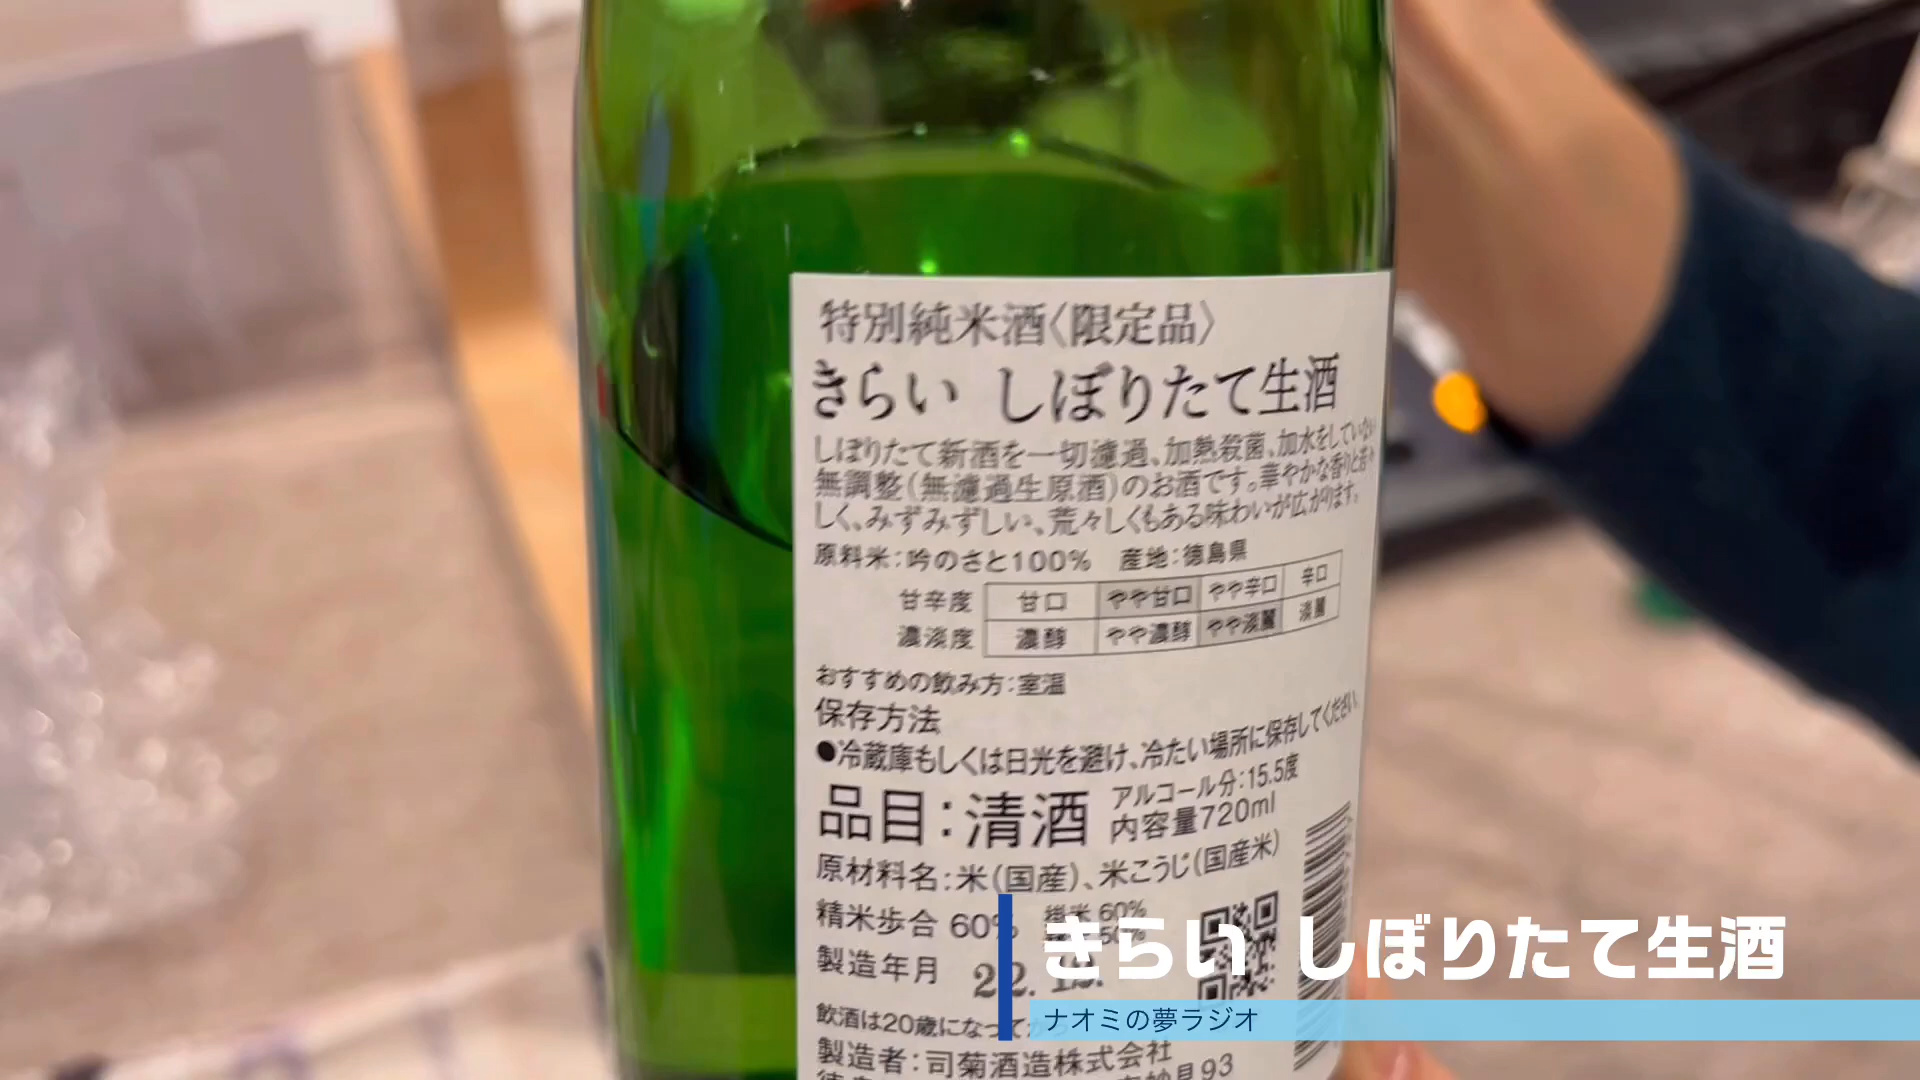 特別純米酒〈限定品〉
きらい しぼりたて生酒
しぼりたて新酒を一切濾過、加熱殺菌、加水をしていない
無調整(無濾過生原酒)のお酒です。華やかな香りと若々
しく、みずみずしい、荒々しくもある味わいが広がります。
原料米:吟のさと100% 産地:徳島県
甘辛度 甘口 やや甘口 やや辛口 辛口
濃淡度 濃醇 やや濃醇 やや淡麗 淡麗
おすすめの飲み方:室温
保存方法
●冷蔵庫もしくは日光を避け、冷たい場所に保存してください。
品目:清酒
アルコール分:15.5度
内容量720ml
原材料名:米(国産)、米こうじ(国産米)
精米歩合 60% 掛米 60%
製造年月 22.
飲酒は20歳になって
製造者:司菊酒造株式会社
93
きらい しぼりたて生酒
ナオミの夢ラジオ